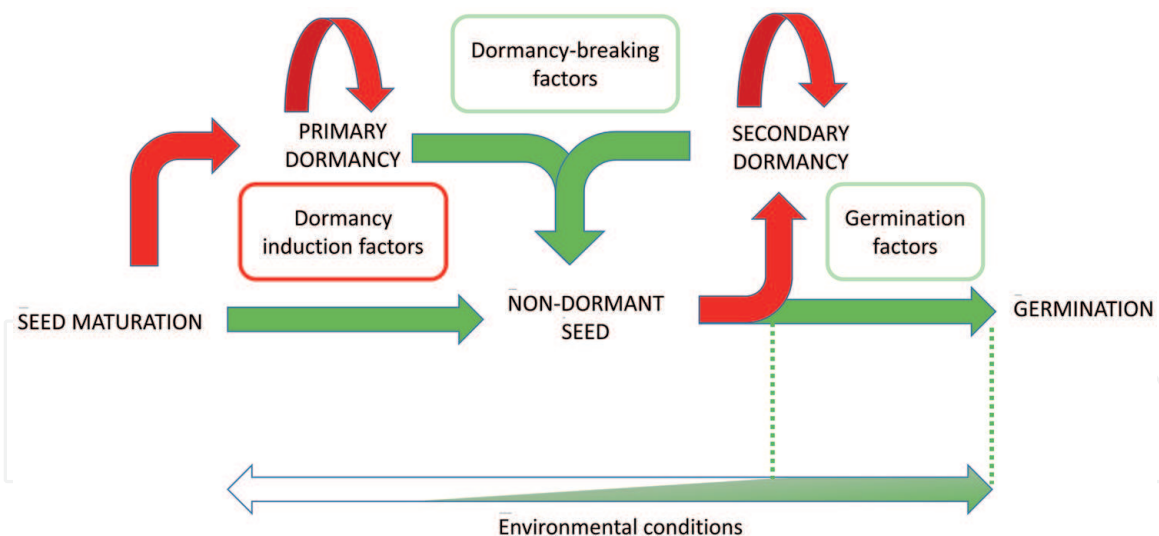 Dormancy-breaking
factors
PRIMARY
DORMANCY
SECONDARY
DORMANCY
Dormancy
induction factors
Germination
factors
SEED MATURATION
NON-DORMANT
SEED
GERMINATION
Environmental conditions